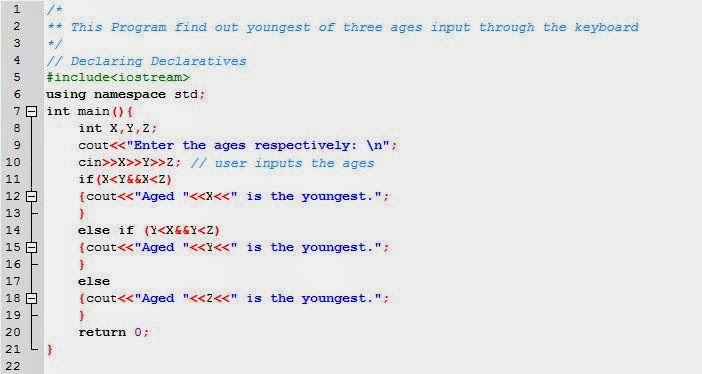 1 /*
2 ** This Program find out youngest of three ages input through the keyboard
3 */
4 // Declaring Declaratives
5 #include<iostream>
6 using namespace std;
7 int main(){
8 int X,Y,Z;
9 cout<<"Enter the ages respectively: \n";
10 cin>>X>>Y>>Z; // user inputs the ages
11 if(X<Y&&X<Z)
12 {cout<<"Aged "<<X<<" is the youngest.";
13 }
14 else if (Y<X&&Y<Z)
15 {cout<<"Aged "<<Y<<" is the youngest.";
16 }
17 else
18 {cout<<"Aged "<<Z<<" is the youngest.";
19 }
20 return 0;
21 }
22